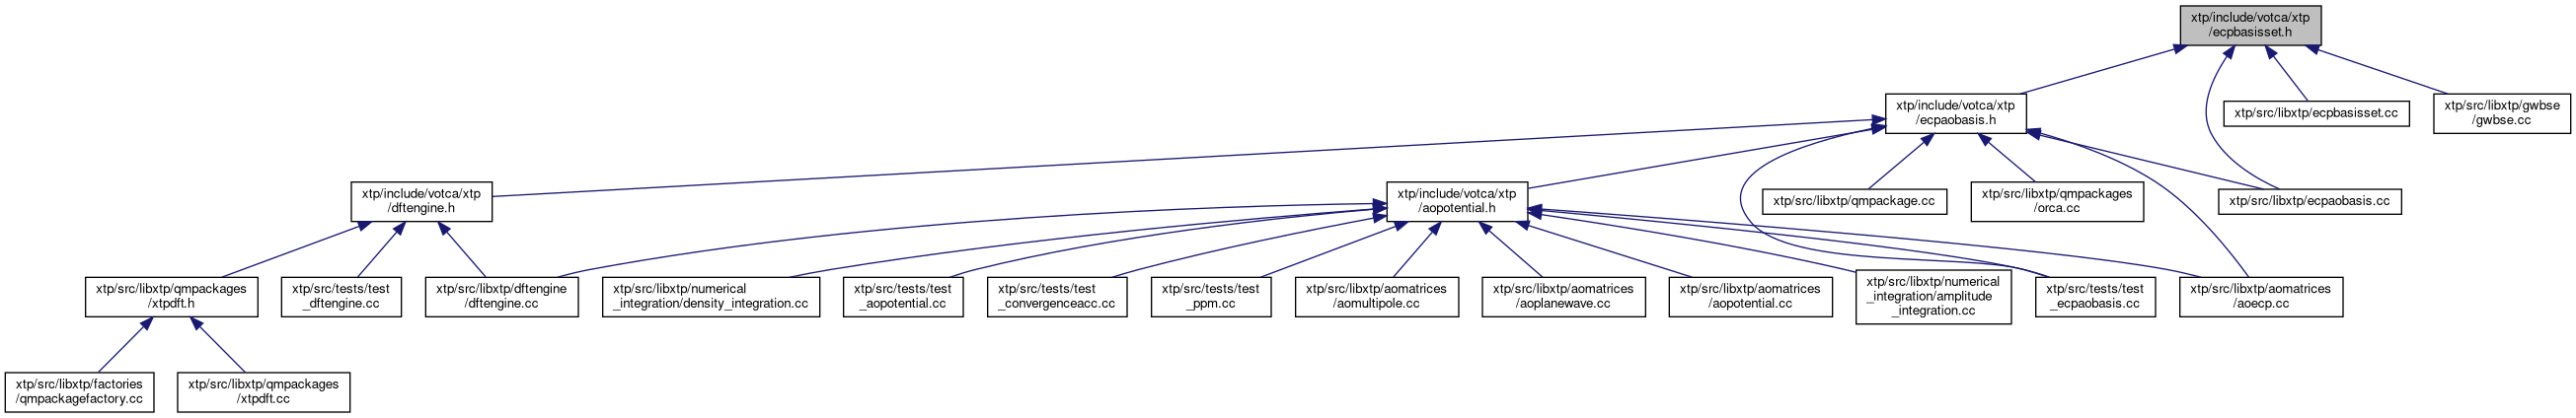 xtp/include/votca/xtp
/ecpbasisset.h
xtp/include/votca/xtp
/ecpaobasis.h
xtp/src/libxtp/ecpbasisset.cc
xtp/src/libxtp/gwbse
/gwbse.cc
xtp/include/votca/xtp
/dftengine.h
xtp/include/votca/xtp
/aopotential.h
xtp/src/libxtp/qmpackage.cc
xtp/src/libxtp/qmpackages
/orca.cc
xtp/src/libxtp/ecpaobasis.cc
xtp/src/libxtp/qmpackages
/xtpdft.h
xtp/src/tests/test
_dftengine.cc
xtp/src/libxtp/dftengine
/dftengine.cc
xtp/src/libxtp/numerical
_integration/density_integration.cc
xtp/src/tests/test
_aopotential.cc
xtp/src/tests/test
_convergenceacc.cc
xtp/src/tests/test
_ppm.cc
xtp/src/libxtp/aomatrices
/aomultipole.cc
xtp/src/libxtp/aomatrices
/aoplanewave.cc
xtp/src/libxtp/aomatrices
/aopotential.cc
xtp/src/libxtp/numerical
_integration/amplitude
_integration.cc
xtp/src/tests/test
_ecpaobasis.cc
xtp/src/libxtp/aomatrices
/aoecp.cc
xtp/src/libxtp/factories
/qmpackagefactory.cc
xtp/src/libxtp/qmpackages
/xtpdft.cc